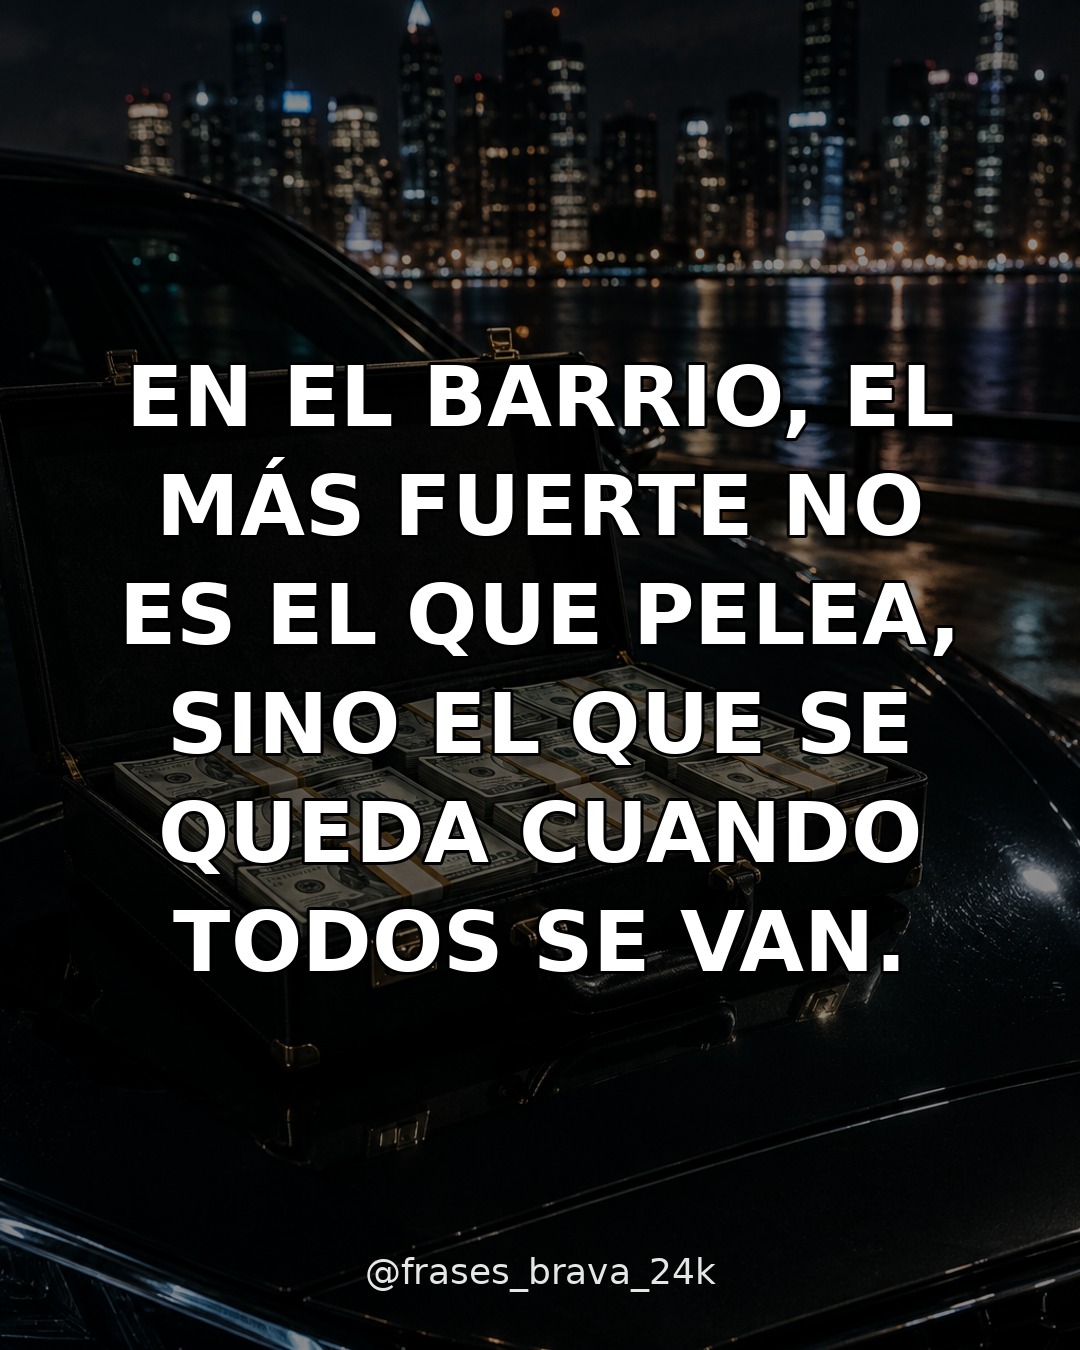 EN EL BARRIO, EL
MÁS FUERTE NO
ES EL QUE PELEA,
SINO EL QUE SE
QUEDA CUANDO
TODOS SE VAN.
@frases_brava_24k